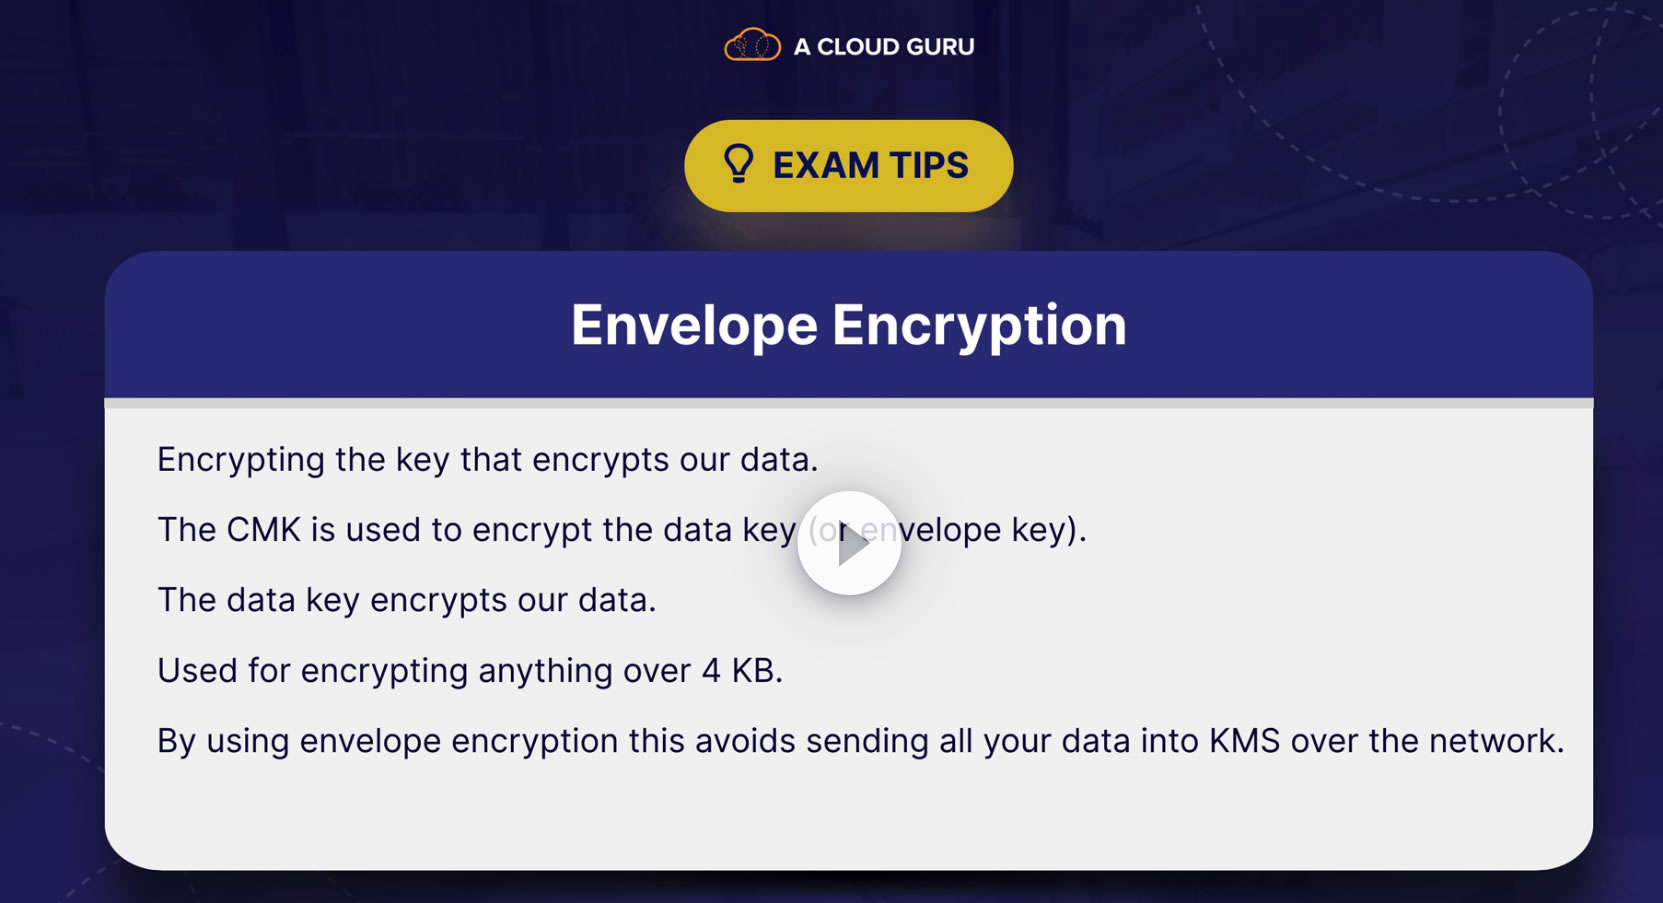 A CLOUD GURU
EXAM TIPS
Envelope Encryption
Encrypting the key that encrypts our data.
The CMK is used to encrypt the data key (or envelope key).
The data key encrypts our data.
Used for encrypting anything over 4 KB.
By using envelope encryption this avoids sending all your data into KMS over the network.